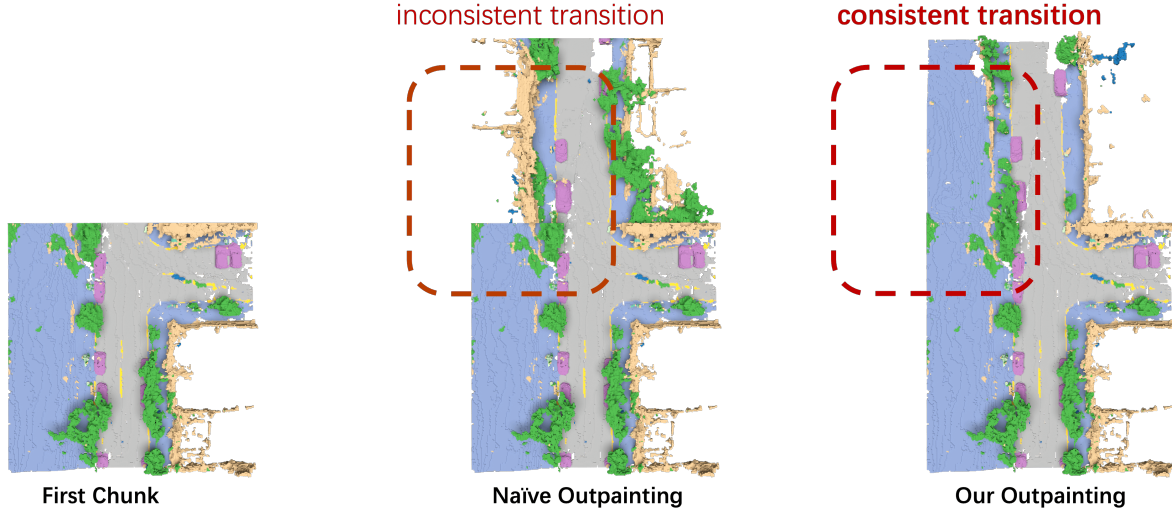 inconsistent transition
consistent transition
First Chunk
Naïve Outpainting
Our Outpainting